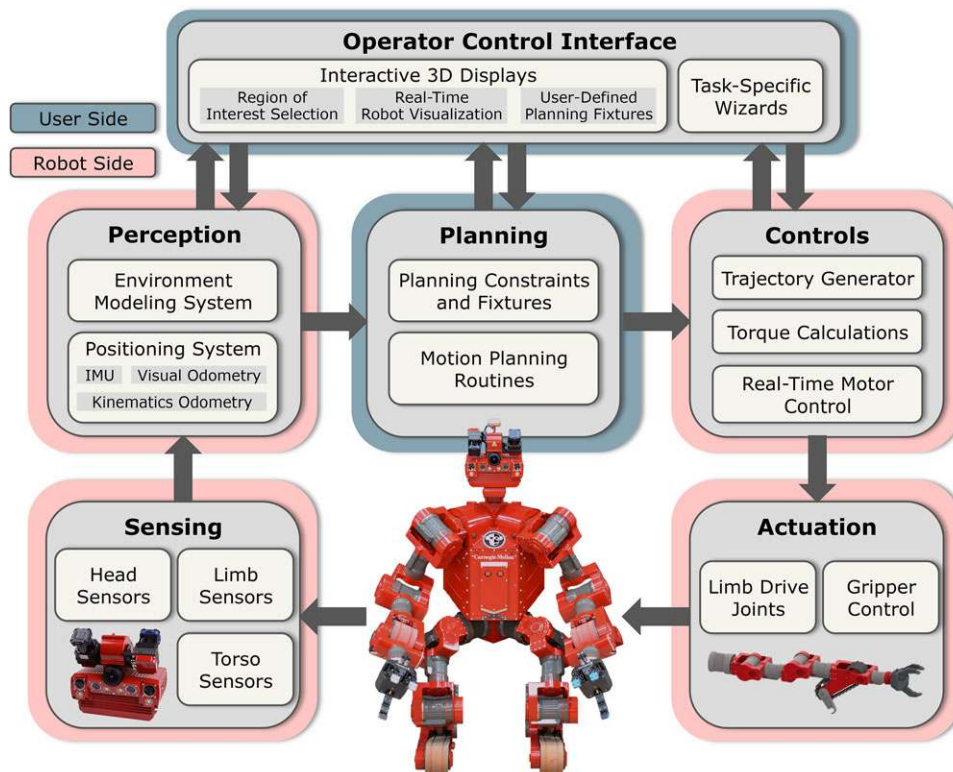 Operator Control Interface
Interactive 3D Displays
Region of
Interest Selection
Real-Time
Robot Visualization
User-Defined
Planning Fixtures
Task-Specific
Wizards
User Side
Robot Side
Perception
Environment
Modeling System
Positioning System
IMU
Visual Odometry
Kinematics Odometry
Planning
Planning Constraints
and Fixtures
Motion Planning
Routines
Controls
Trajectory Generator
Torque Calculations
Real-Time Motor
Control
Sensing
Head
Sensors
Limb
Sensors
Torso
Sensors
"Carnegie Mellon"
Actuation
Limb Drive
Joints
Gripper
Control